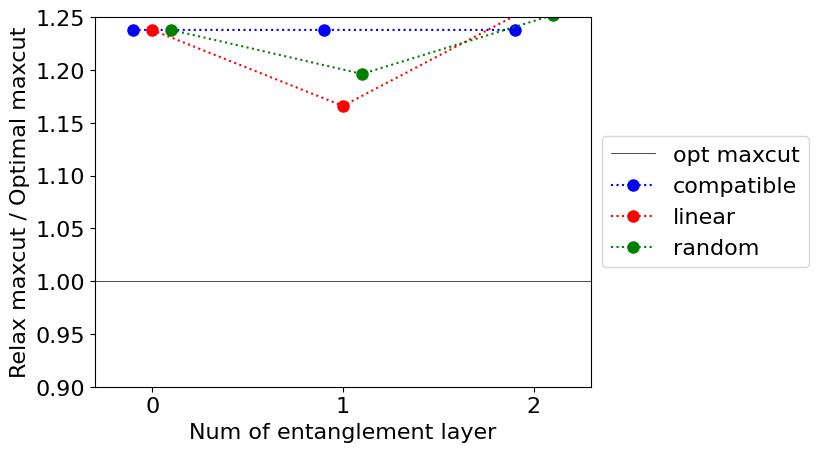 Relax maxcut / Optimal maxcut
1.25
1.20
1.15
1.10
1.05
1.00
0.95
0.90
0
1
2
Num of entanglement layer
opt maxcut
compatible
linear
random